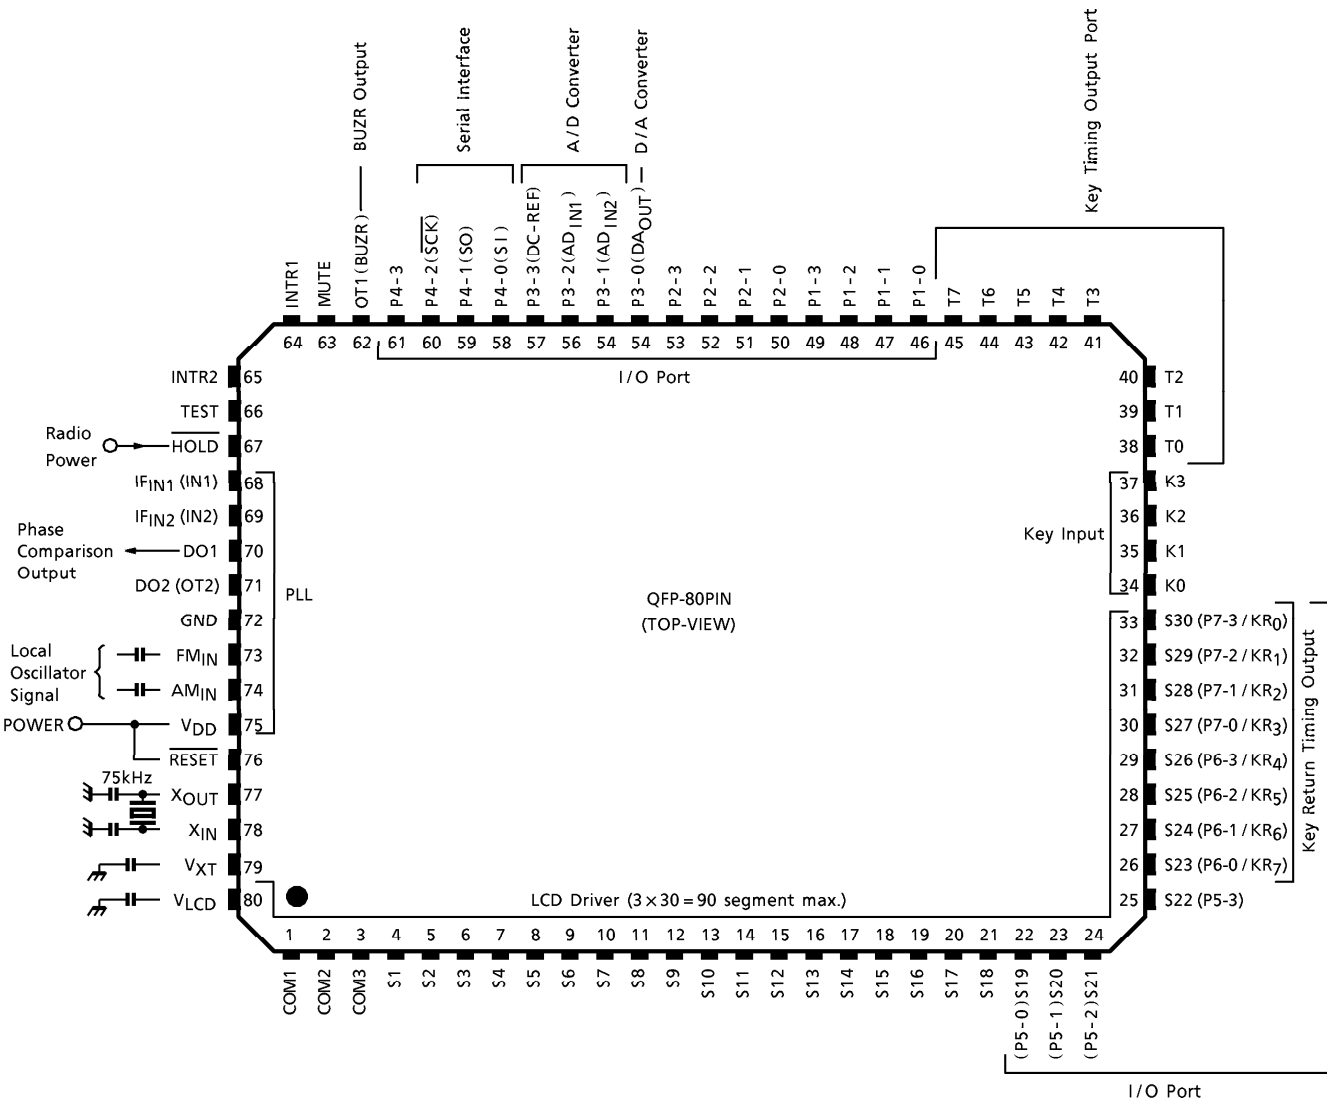 BUZR Output
Serial Interface
A/D Converter
D/A Converter
Key Timing Output Port
INTR1
MUTE
OT1(BUZR)
P4-3
P4-2(SCK)
P4-1(SO)
P4-0(SI)
P3-3(DC-REF)
P3-2(ADIN1)
P3-1(ADIN2)
P3-0(DAOUT)
P2-3
P2-2
P2-1
P2-0
P1-3
P1-2
P1-1
P1-0
T7
T6
T5
T4
T3
64 63 62 61 60 59 58 57 56 54 54 53 52 51 50 49 48 47 46 45 44 43 42 41
I/O Port
INTR2 65
TEST 66
Radio
Power
HOLD 67
IFIN1 (IN1) 68
IFIN2 (IN2) 69
Phase
Comparison
Output
DO1 70
DO2 (OT2) 71
PLL
GND 72
Local
Oscillator
Signal
FMIN 73
AMIN 74
POWER
VDD 75
RESET 76
75kHz
XOUT 77
XIN 78
VXT 79
VLCD 80
QFP-80PIN
(TOP-VIEW)
40 T2
39 T1
38 T0
37 K3
36 K2
35 K1
34 K0
Key Input
33 S30 (P7-3/KR0)
32 S29 (P7-2/KR1)
31 S28 (P7-1/KR2)
30 S27 (P7-0/KR3)
29 S26 (P6-3/KR4)
28 S25 (P6-2/KR5)
27 S24 (P6-1/KR6)
26 S23 (P6-0/KR7)
25 S22 (P5-3)
Key Return Timing Output
LCD Driver (3×30=90 segment max.)
1 2 3 4 5 6 7 8 9 10 11 12 13 14 15 16 17 18 19 20 21 22 23 24
COM1
COM2
COM3
S1
S2
S3
S4
S5
S6
S7
S8
S9
S10
S11
S12
S13
S14
S15
S16
S17
S18
(P5-0)S19
(P5-1)S20
(P5-2)S21
I/O Port